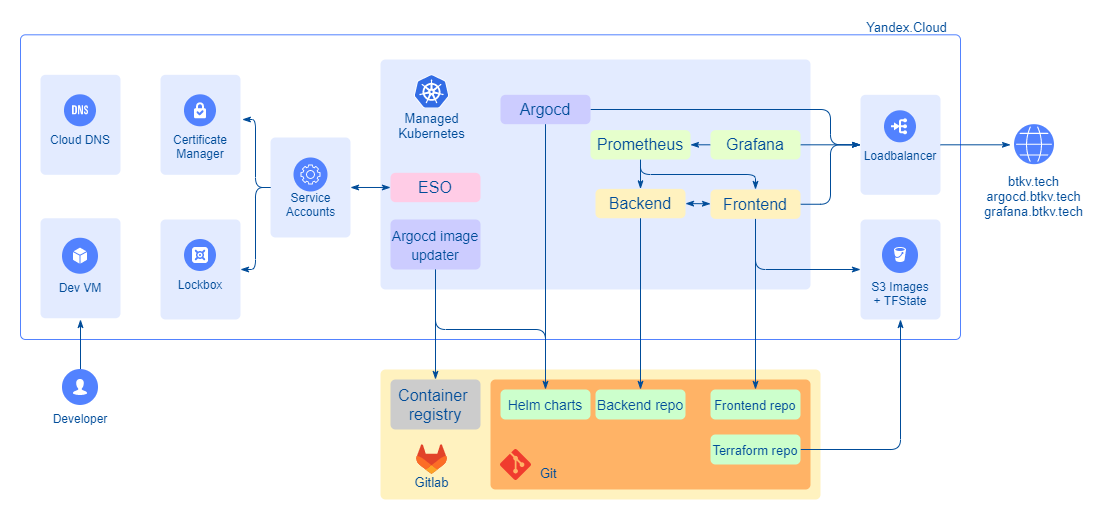 Yandex.Cloud
DNS
Cloud DNS
Certificate
Manager
Service
Accounts
Dev VM
Lockbox
Developer
Managed
Kubernetes
Argocd
Prometheus
Grafana
ESO
Backend
Frontend
Argocd image
updater
Loadbalancer
S3 Images
+ TFState
btkv.tech
argocd.btkv.tech
grafana.btkv.tech
Container
registry
Gitlab
Helm charts
Backend repo
Frontend repo
Terraform repo
Git